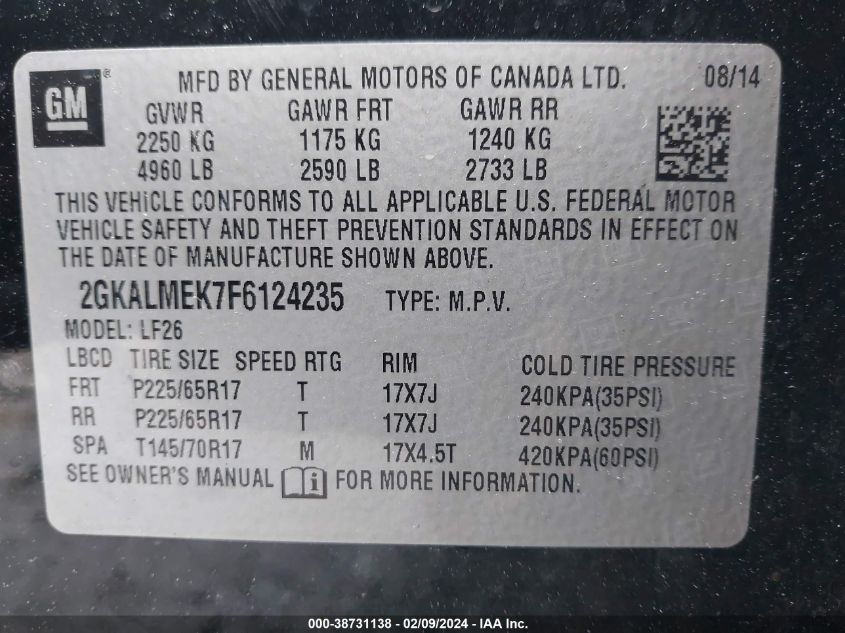 GM ® MFD BY GENERAL MOTORS OF CANADA LTD. 08/14
GVWR GAWR FRT GAWR RR
2250 KG 1175 KG 1240 KG
4960 LB 2590 LB 2733 LB
THIS VEHICLE CONFORMS TO ALL APPLICABLE U.S. FEDERAL MOTOR
VEHICLE SAFETY AND THEFT PREVENTION STANDARDS IN EFFECT ON
THE DATE OF MANUFACTURE SHOWN ABOVE.
2GKALMEK7F6124235 TYPE: M.P.V.
MODEL: LF26
LBCD TIRE SIZE SPEED RTG RIM COLD TIRE PRESSURE
FRT P225/65R17 T 17X7J 240KPA(35PSI)
RR P225/65R17 T 17X7J 240KPA(35PSI)
SPA T145/70R17 M 17X4.5T 420KPA(60PSI)
SEE OWNER'S MANUAL i FOR MORE INFORMATION.
000-38731138 - 02/09/2024 - IAA Inc.